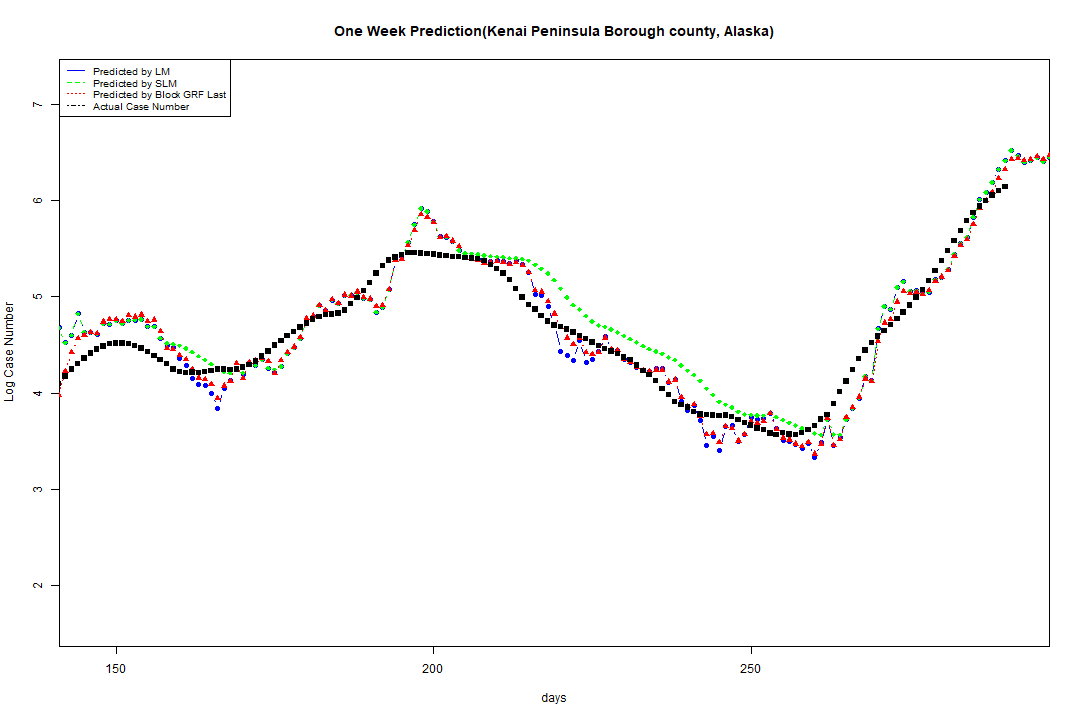 One Week Prediction(Kenai Peninsula Borough county, Alaska)
Predicted by LM
Predicted by SLM
Predicted by Block GRF Last
Actual Case Number
Log Case Number
7
6
5
4
3
2
150
200
250
days